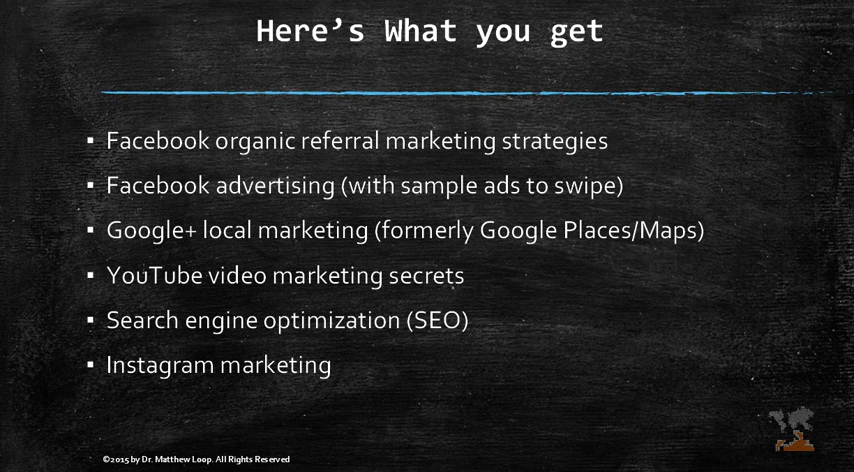 Here’s What you get
▪ Facebook organic referral marketing strategies
▪ Facebook advertising (with sample ads to swipe)
▪ Google+ local marketing (formerly Google Places/Maps)
▪ YouTube video marketing secrets
▪ Search engine optimization (SEO)
▪ Instagram marketing
©2015 by Dr. Matthew Loop. All Rights Reserved